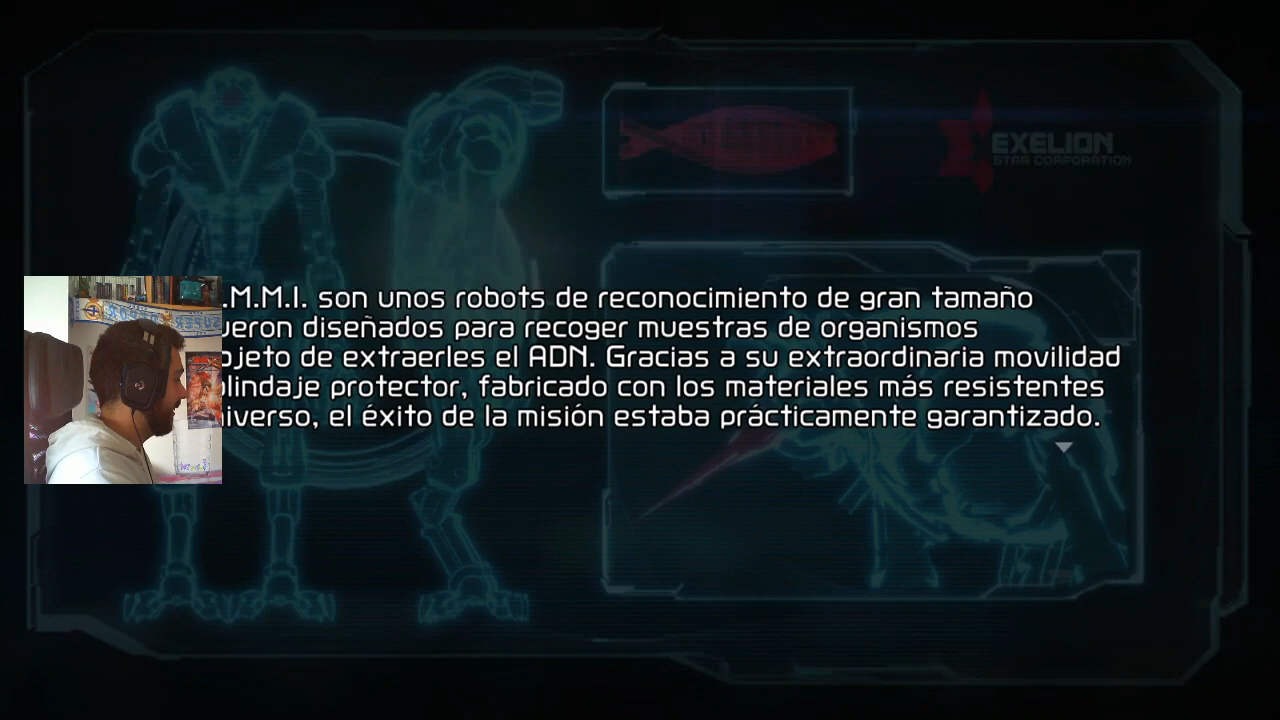 EXELION
STAR CORPORATION
.M.M.I. son unos robots de reconocimiento de gran tamaño
ueron diseñados para recoger muestras de organismos
bjeto de extraerles el ADN. Gracias a su extraordinaria movilidad
lindaje protector, fabricado con los materiales más resistentes
iverso, el éxito de la misión estaba prácticamente garantizado.